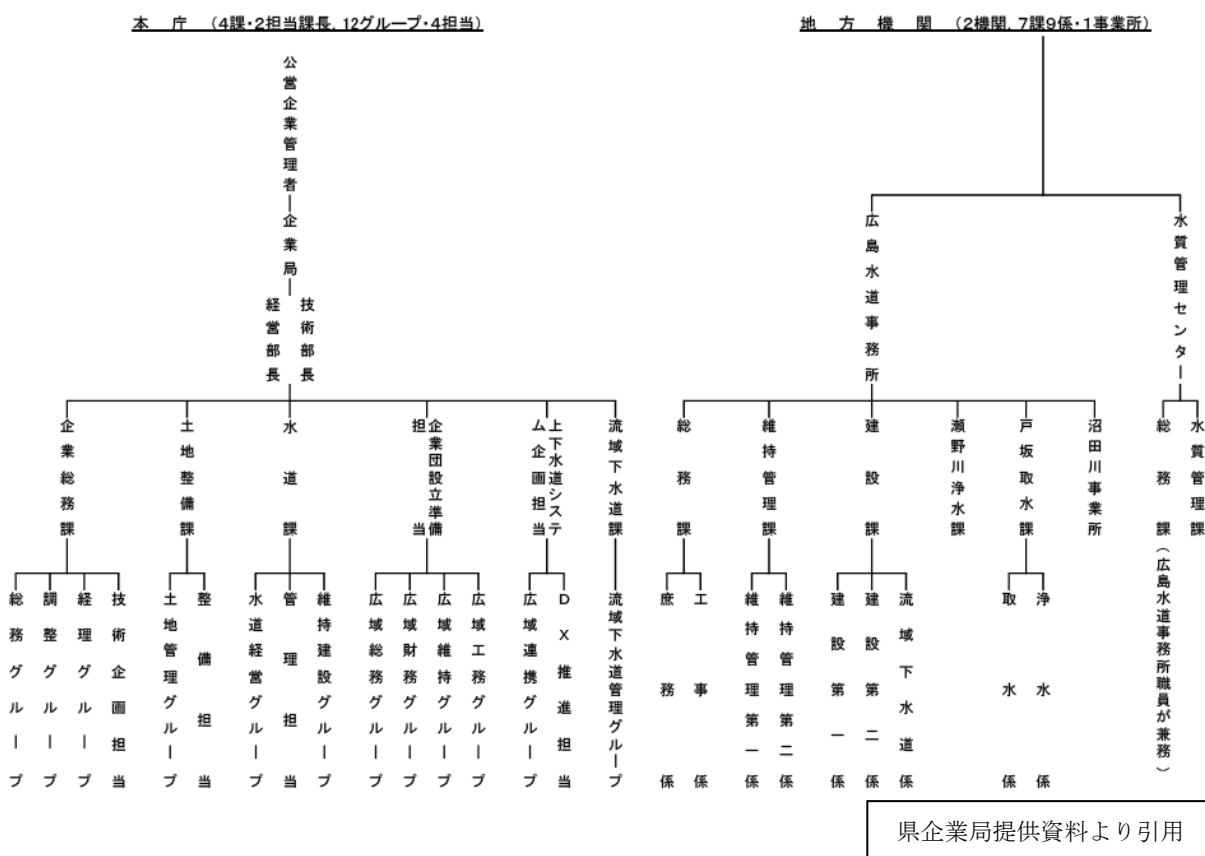 本 庁 (4課・2担当課長、12グループ・4担当)
公営企業管理者
企業局
経営部長
技術部長
企業総務課
総務グループ
調整グループ
経理グループ
技術企画担当
土地整備課
土地管理グループ
整備担当
水道課
水道経営グループ
管理担当
維持建設グループ
企業団設立準備
担当
広域総務グループ
広域財務グループ
広域維持グループ
広域工務グループ
上下水道システ
ム企画担当
広域連携グループ
DX推進担当
流域下水道課
流域下水道管理グループ
地 方 機 関 (2機関、7課9係・1事業所)
広島水道事務所
総務課
庶務係
工事係
維持管理課
維持管理第一係
維持管理第二係
建設課
建設第一係
建設第二係
流域下水道係
瀬野川浄水課
戸坂取水課
取水係
浄水係
沼田川事業所
水質管理センター
総務課(広島水道事務所職員が兼務)
水質管理課
県企業局提供資料より引用